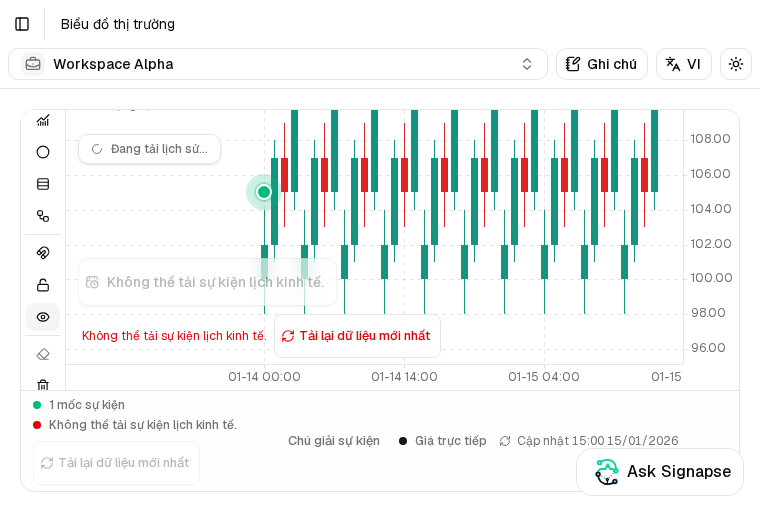 Biểu đồ thị trường
Workspace Alpha
Ghi chú
VI
Đang tải lịch sử...
108.00
106.00
104.00
102.00
100.00
98.00
96.00
Không thể tải sự kiện lịch kinh tế.
Không thể tải sự kiện lịch kinh tế.
Tải lại dữ liệu mới nhất
01-14 00:00
01-14 14:00
01-15 04:00
01-15
1 mốc sự kiện
Không thể tải sự kiện lịch kinh tế.
Tải lại dữ liệu mới nhất
Chú giải sự kiện
Giá trực tiếp
Cập nhật 15:00 15/01/2026
Ask Signapse